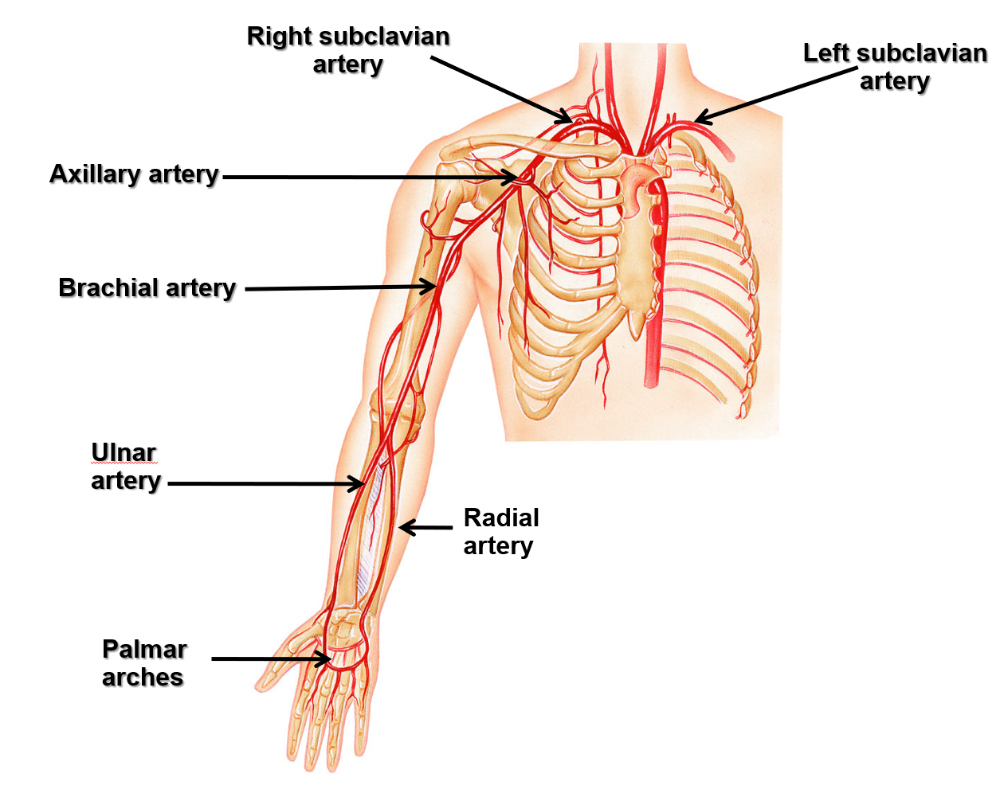 Right subclavian
artery
Left subclavian
artery
Axillary artery
Brachial artery
Ulnar
artery
Radial
artery
Palmar
arches